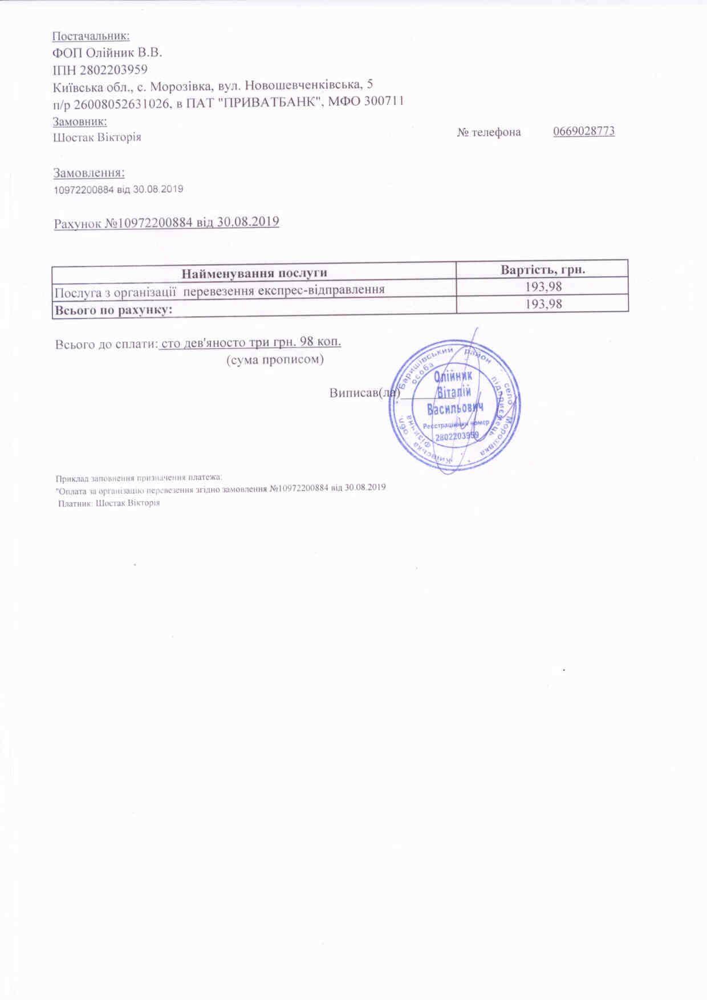 Постачальник:
ФОП Олійник В.В.
ІПН 2802203959
Київська обл., с. Морозівка, вул. Новошевченківська, 5
п/р 26008052631026, в ПАТ "ПРИВАТБАНК", МФО 300711
Замовник:
Шостак Вікторія
№ телефона 0669028773
Замовлення:
10972200884 від 30.08.2019
Рахунок №10972200884 від 30.08.2019
Найменування послуги Вартість, грн.
Послуга з організації перевезення експрес-відправлення 193,98
Всього по рахунку: 193,98
Всього до сплати: сто дев'яносто три грн. 98 коп.
(сума прописом)
Виписав(ла)
Київська обл. * Баришівський район * село Морозівка *
фізична особа підприємець
Олійник
Віталій
Васильович
Реєстраційний номер
2802203959
Приклад заповнення призначення платежа:
"Оплата за організацію перевезення згідно замовлення №10972200884 від 30.08.2019
Платник: Шостак Вікторія